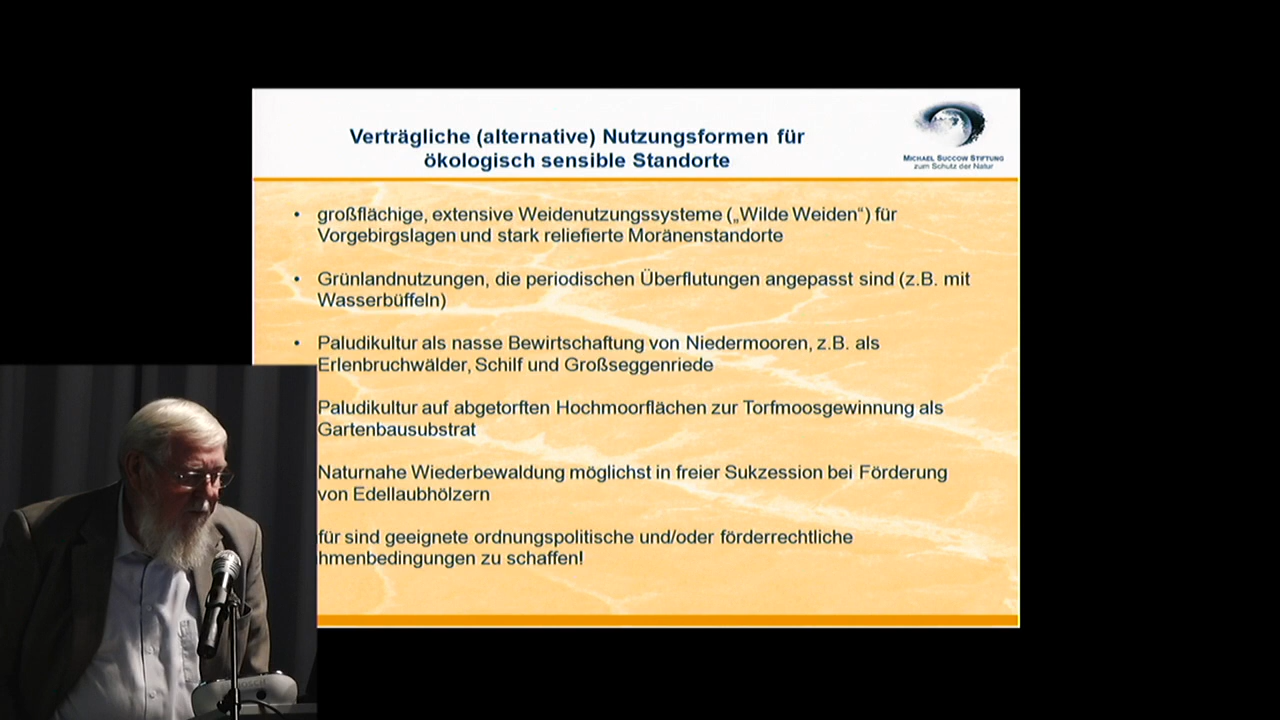 Verträgliche (alternative) Nutzungsformen für
ökologisch sensible Standorte
MICHAEL SUCCOW STIFTUNG
zum Schutz der Natur
• großflächige, extensive Weidenutzungssysteme („Wilde Weiden“) für
Vorgebirgslagen und stark reliefierte Moränenstandorte
• Grünlandnutzungen, die periodischen Überflutungen angepasst sind (z.B. mit
Wasserbüffeln)
• Paludikultur als nasse Bewirtschaftung von Niedermooren, z.B. als
Erlenbruchwälder, Schilf und Großseggenriede
Paludikultur auf abgetorften Hochmoorflächen zur Torfmoosgewinnung als
Gartenbausubstrat
Naturnahe Wiederbewaldung möglichst in freier Sukzession bei Förderung
von Edellaubhölzern
für sind geeignete ordnungspolitische und/oder förderrechtliche
hmenbedingungen zu schaffen!